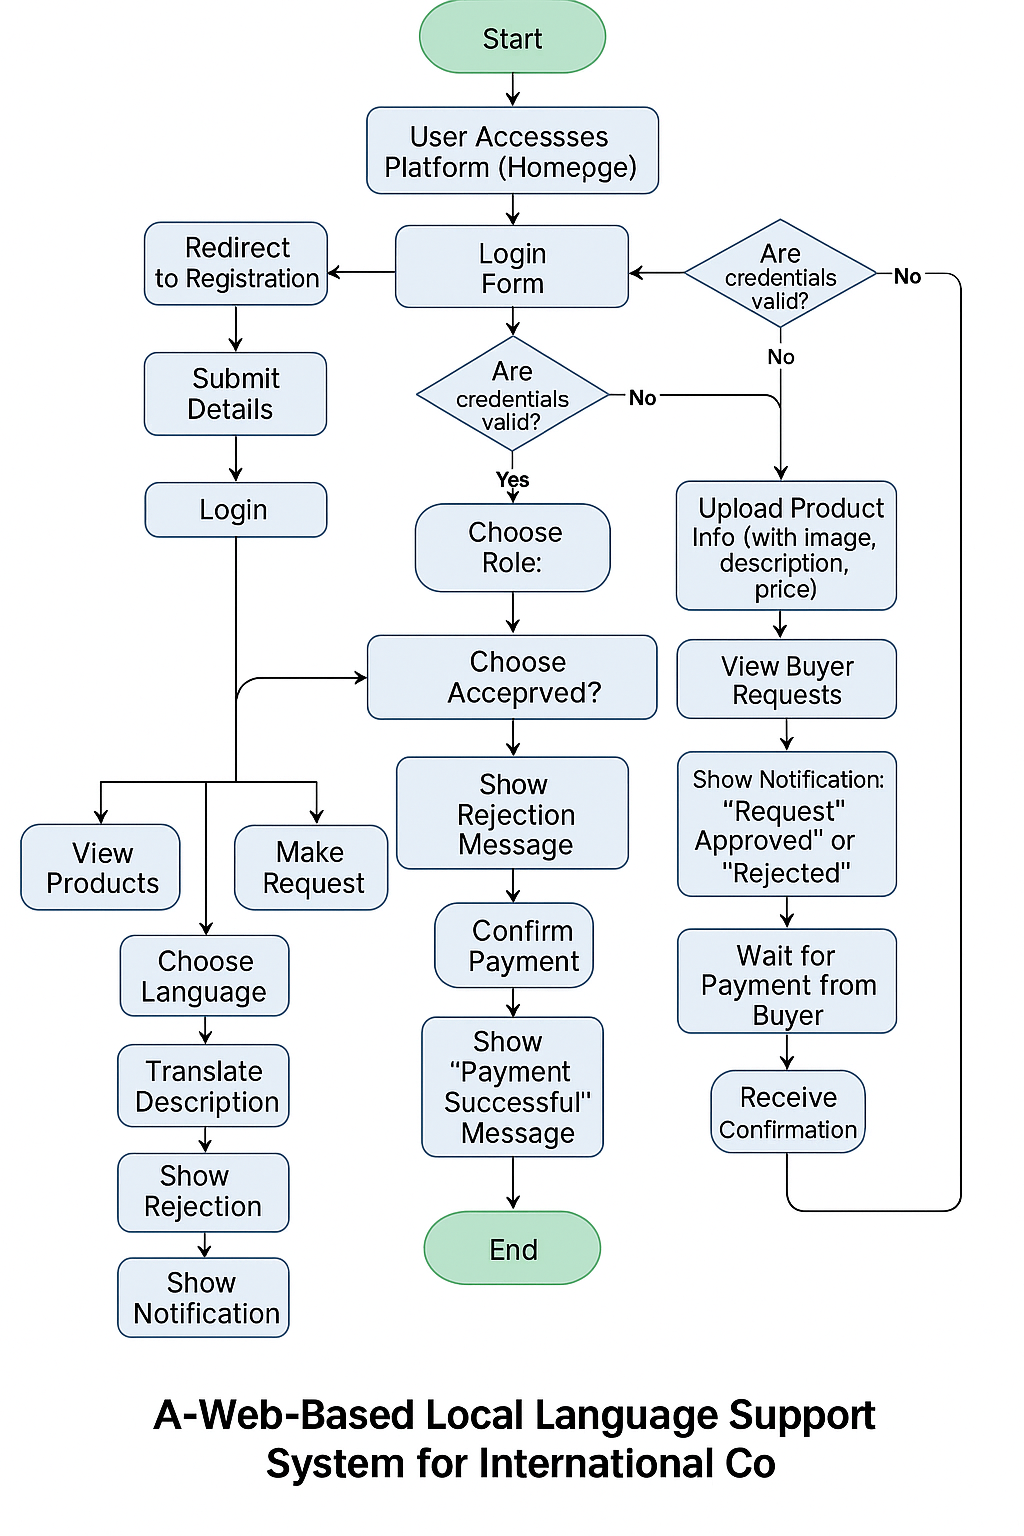 Start
User Accessses
Platform (Homepge)
Redirect
to Registration
Login
Form
Are
credentials
valid?
No
No
Submit
Details
Are
credentials
valid?
No
Yes
Login
Choose
Role:
Upload Product
Info (with image,
description,
price)
Choose
Acceprved?
View Buyer
Requests
Show
Rejection
Message
Show Notification:
“Request"
Approved" or
"Rejected"
View
Products
Make
Request
Confirm
Payment
Choose
Language
Wait for
Payment from
Buyer
Show
“Payment
Successful"
Message
Translate
Description
Receive
Confirmation
Show
Rejection
End
Show
Notification
A-Web-Based Local Language Support
System for International Co